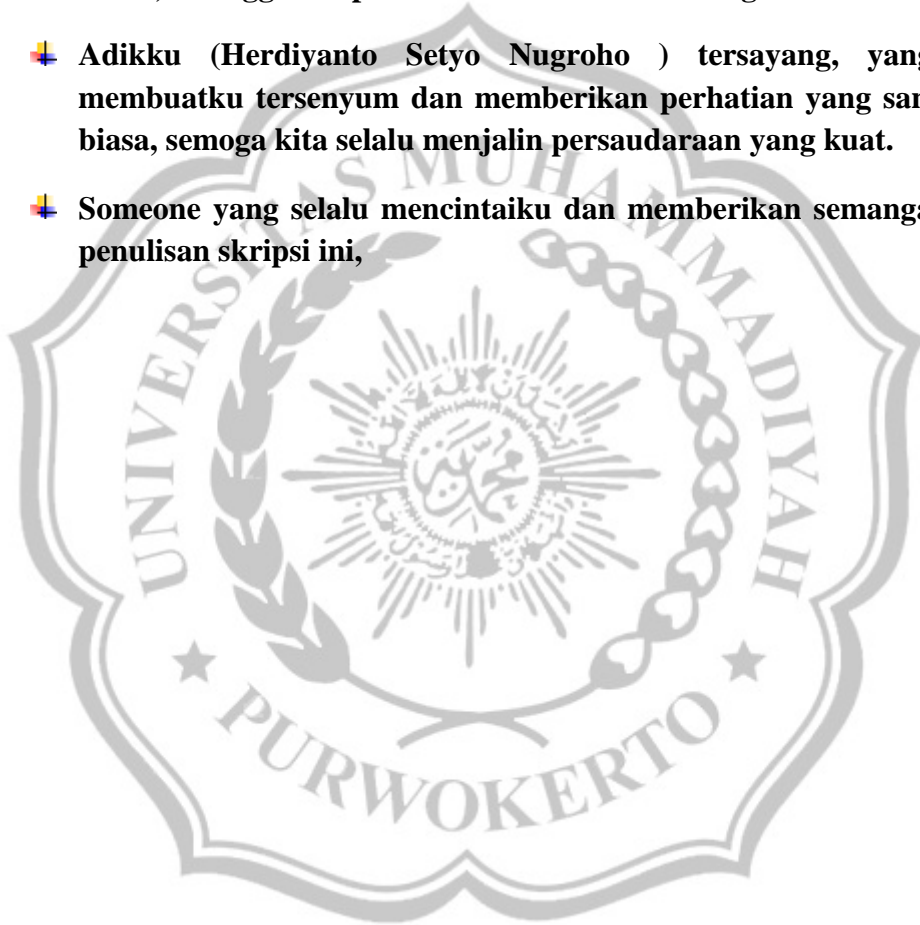 Adikku (Herdiyanto Setyo Nugroho ) tersayang, yang
membuatku tersenyum dan memberikan perhatian yang
biasa, semoga kita selalu menjalin persaudaraan yang kuat.
Someone yang selalu mencintaiku dan memberikan
penulisan skripsi ini,
UNIVERSITAS MUHAMMADIYAH
PURWOKERTO